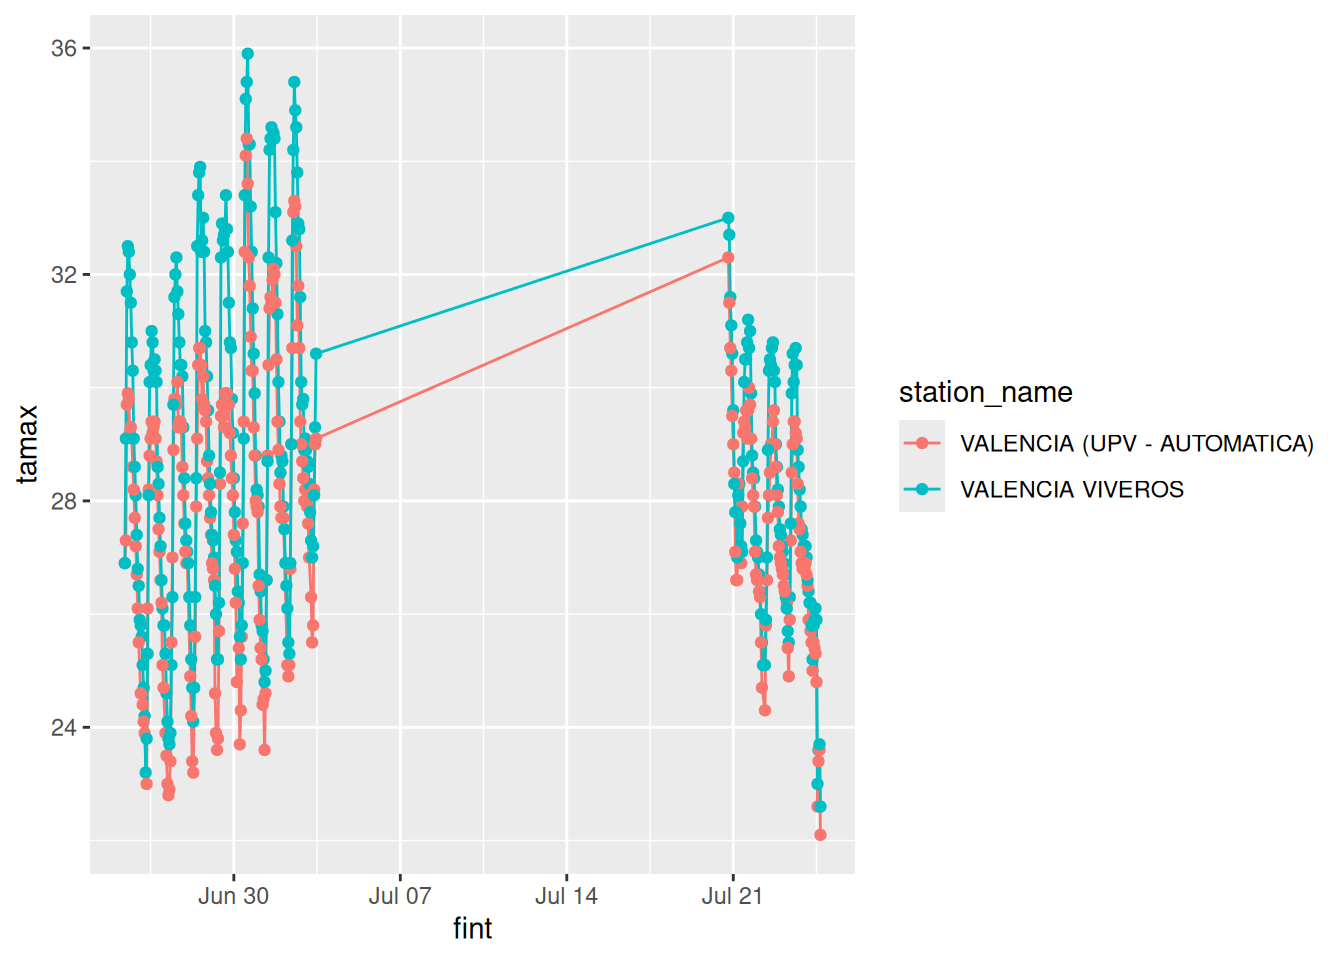 36
32
28
24
tamax
Jun 30
Jul 07
Jul 14
Jul 21
fint
station_name
VALENCIA (UPV - AUTOMATICA)
VALENCIA VIVEROS